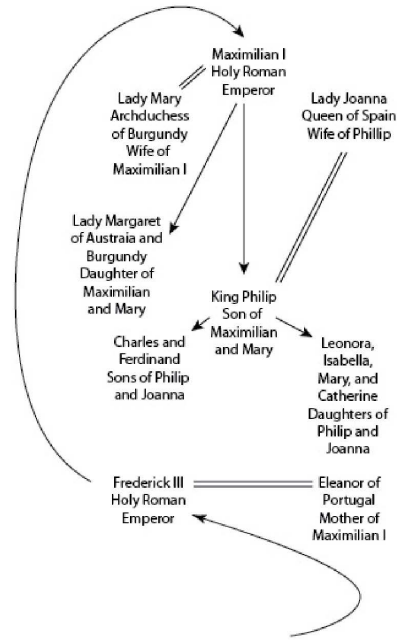 Maximilian I
Holy Roman
Emperor
Lady Mary
Archduchess
of Burgundy
Wife of
Maximilian I
Lady Joanna
Queen of Spain
Wife of Phillip
Lady Margaret
of Austraia and
Burgundy
Daughter of
Maximilian
and Mary
King Philip
Son of
Maximilian
and Mary
Charles and
Ferdinand
Sons of Philip
and Joanna
Leonora,
Isabella,
Mary, and
Catherine
Daughters of
Philip and
Joanna
Frederick III
Holy Roman
Emperor
Eleanor of
Portugal
Mother of
Maximilian I